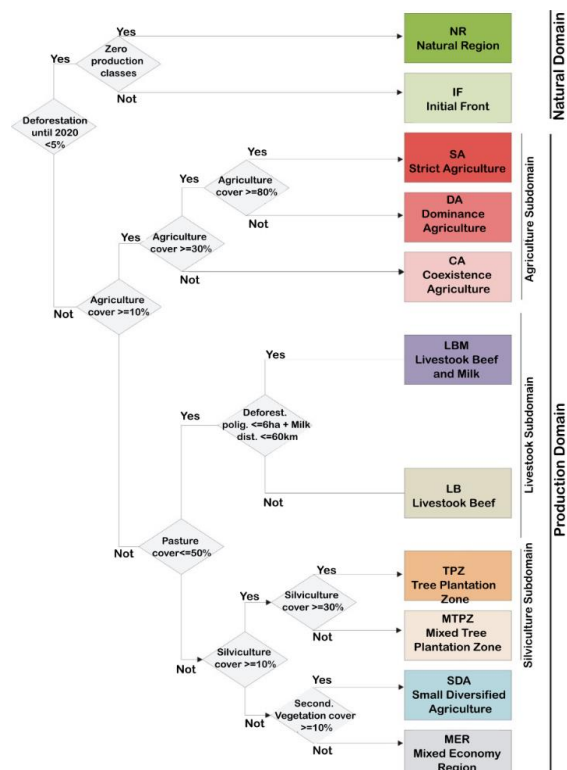 Yes
Zero
production
classes
Not
NR
Natural Region
IF
Initial Front
Natural Domain
Yes
Deforestation
until 2020
<5%
Not
Yes
Agriculture
cover >=80%
Not
SA
Strict Agriculture
DA
Dominance
Agriculture
Yes
Agriculture
cover >=30%
Not
CA
Coexistence
Agriculture
Agriculture Subdomain
Yes
Agriculture
cover >=10%
Not
Yes
Deforest.
polig. <=6ha + Milk
dist. <=60km
Not
LBM
Livestook Beef
and Milk
LB
Livestook Beef
Livestook Subdomain
Production Domain
Yes
Pasture
cover<=50%
Not
Yes
Silviculture
cover >=30%
Not
TPZ
Tree Plantation
Zone
MTPZ
Mixed Tree
Plantation Zone
Silviculture Subdomain
Yes
Silviculture
cover >=10%
Not
Yes
Second.
Vegetation cover
>=10%
Not
SDA
Small Diversified
Agriculture
MER
Mixed Economy
Region